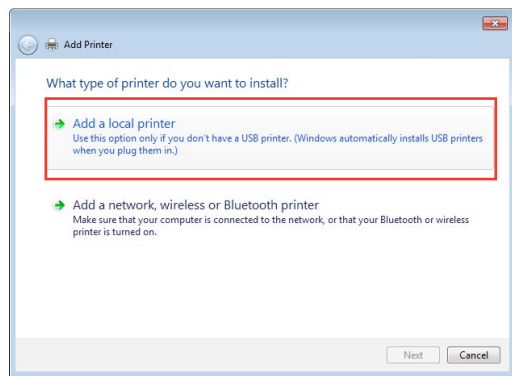 Add Printer
What type of printer do you want to install?
Add a local printer
Use this option only if you don't have a USB printer. (Windows automatically installs USB printers
when you plug them in.)
Add a network, wireless or Bluetooth printer
Make sure that your computer is connected to the network, or that your Bluetooth or wireless
printer is turned on.
Next Cancel